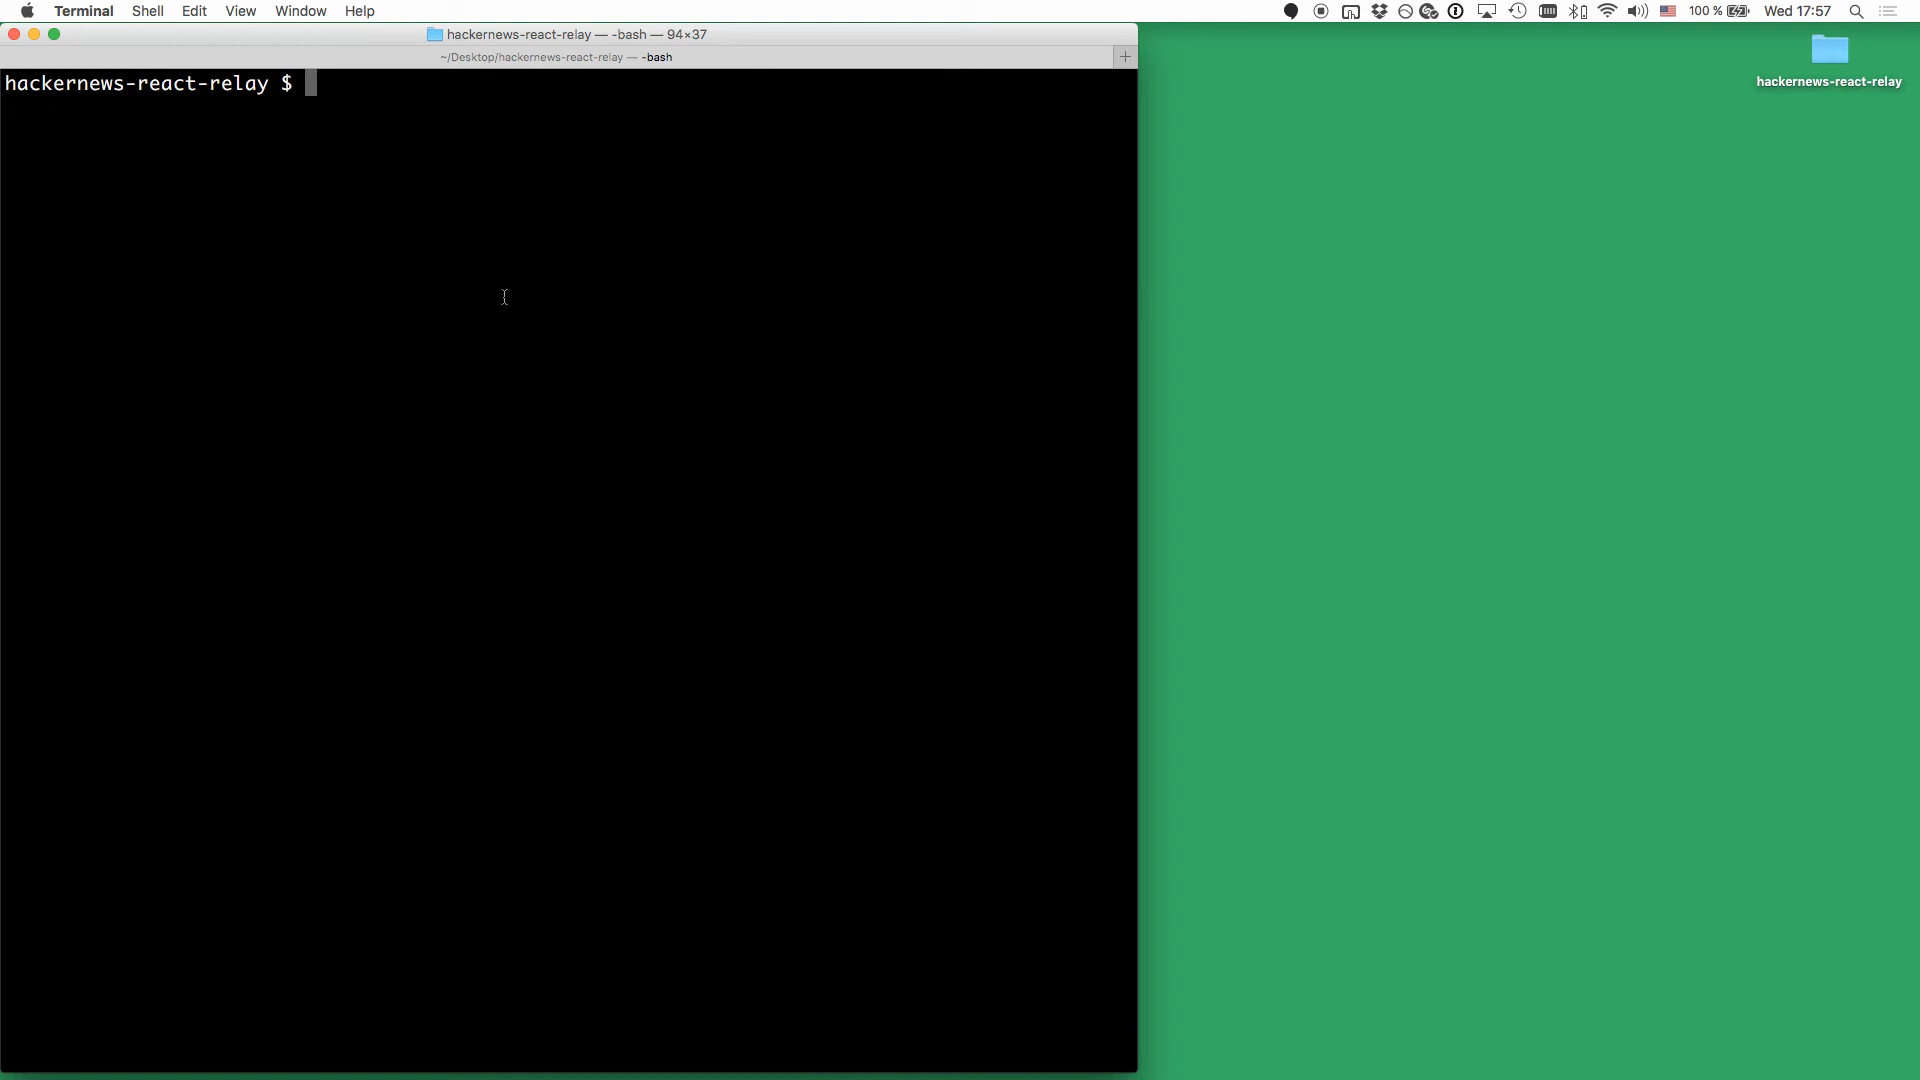 Terminal Shell Edit View Window Help 100 % Wed 17:57
hackernews-react-relay — -bash — 94×37
~/Desktop/hackernews-react-relay — -bash
hackernews-react-relay $
hackernews-react-relay